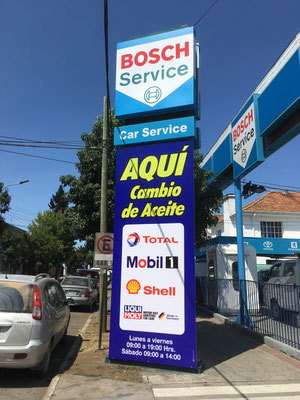 BOSCH
Service
Car Service
AQUÍ
Cambio
de Aceite
TOTAL
Mobil 1
Shell
LIQUI
MOLY
Lunes a viernes
09:00 a 19:00 Hrs.
Sábado 09:00 a 14:00
BOSCH
Service
E
TOYOTA